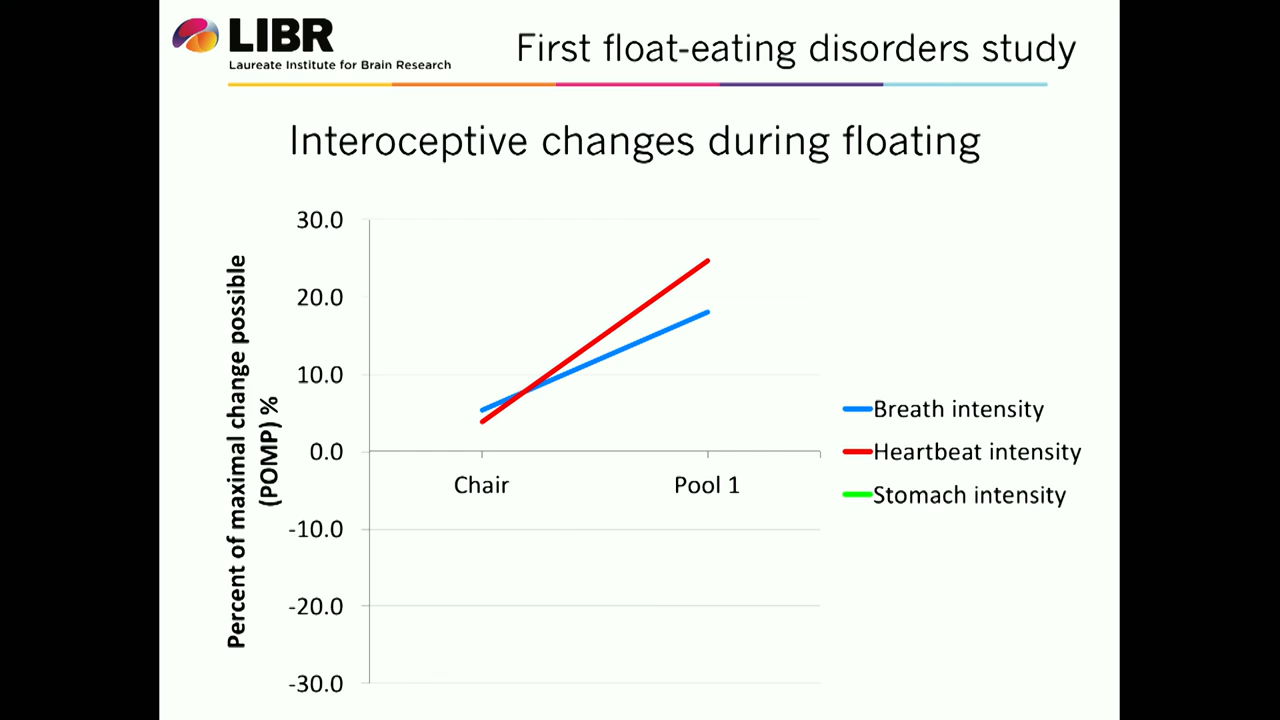 LIBR
Laureate Institute for Brain Research
First float-eating disorders study
Interoceptive changes during floating
Percent of maximal change possible
(POMP) %
30.0
20.0
10.0
0.0
-10.0
-20.0
-30.0
Chair
Pool 1
Breath intensity
Heartbeat intensity
Stomach intensity